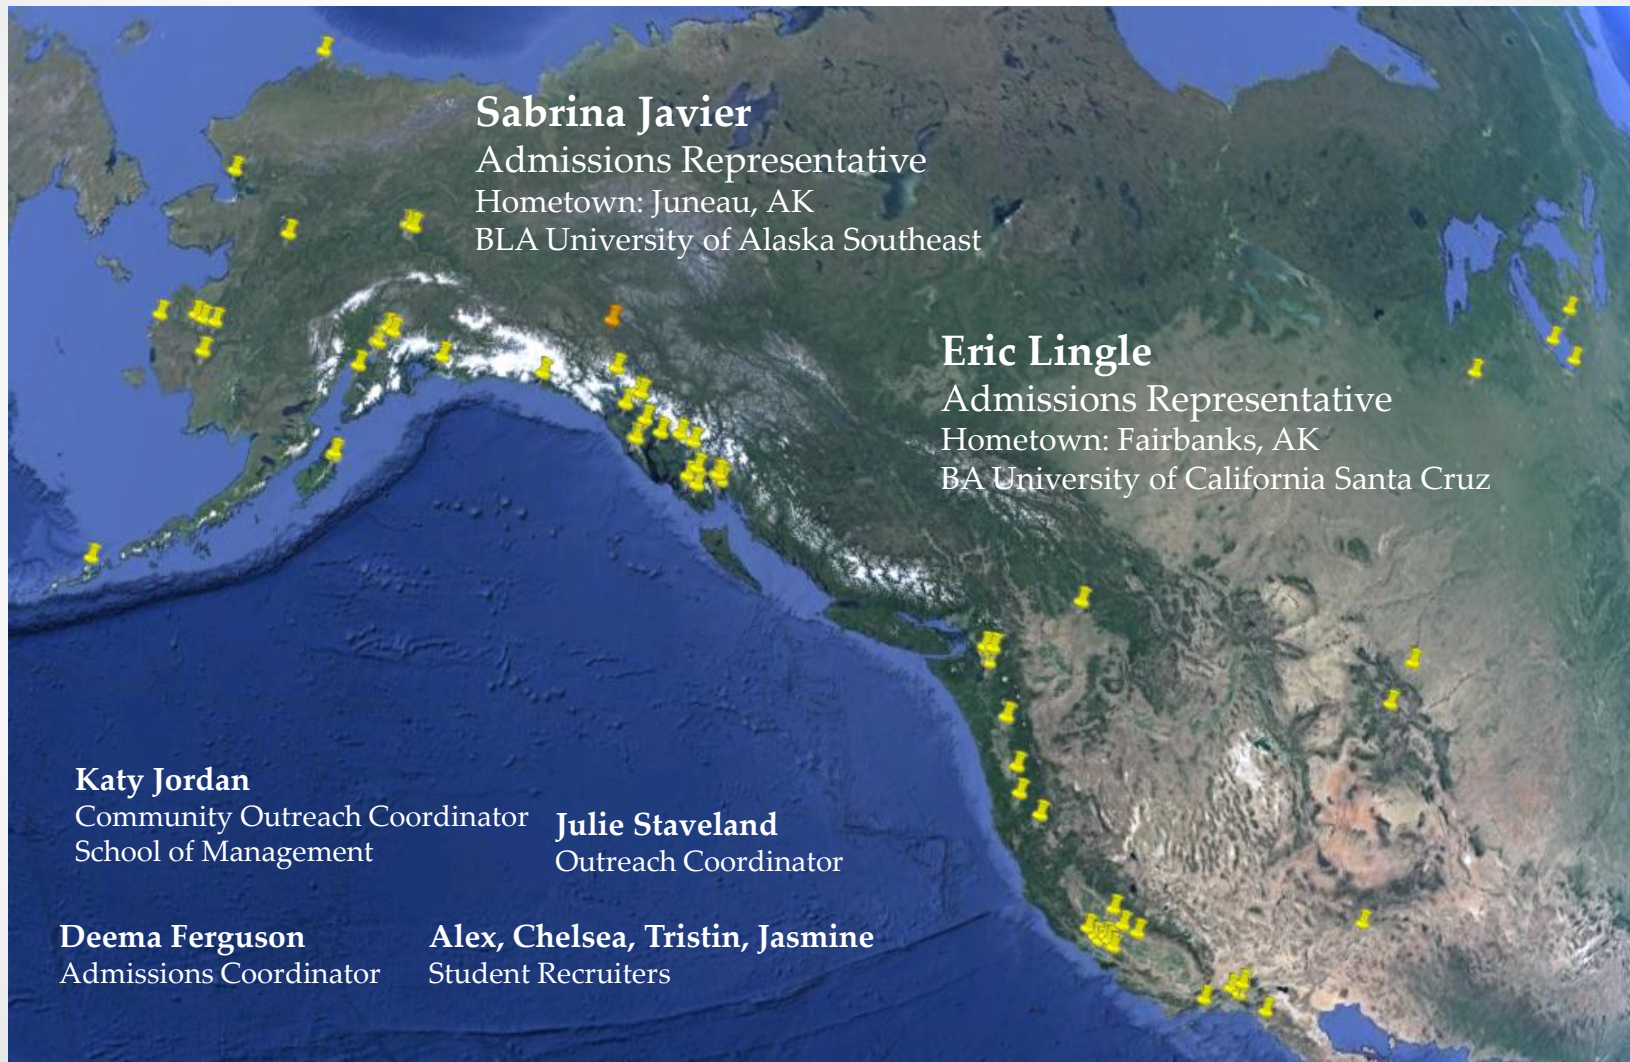 Sabrina Javier
Admissions Representative
Hometown: Juneau, AK
BLA University of Alaska Southeast
Eric Lingle
Admissions Representative
Hometown: Fairbanks, AK
BA University of California Santa Cruz
Katy Jordan
Community Outreach Coordinator
School of Management
Julie Staveland
Outreach Coordinator
Deema Ferguson
Admissions Coordinator
Alex, Chelsea, Tristin, Jasmine
Student Recruiters